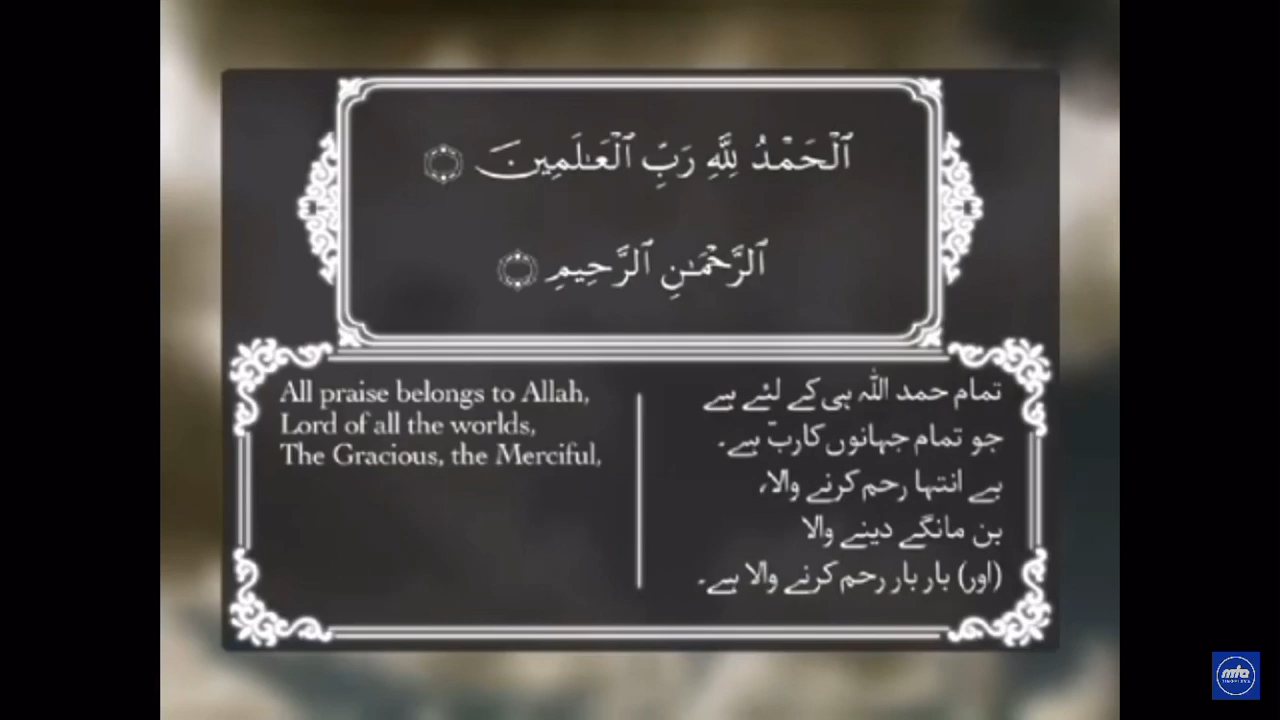 ٱلْحَمْدُ لِلَّهِ رَبِّ ٱلْعَـٰلَمِينَ
ٱلرَّحْمَـٰنِ ٱلرَّحِيمِ
All praise belongs to Allah,
Lord of all the worlds,
The Gracious, the Merciful,
تمام حمد اللہ ہی کے لئے ہے
جو تمام جہانوں کا ربّ ہے۔
بے انتہا رحم کرنے والا،
بن مانگے دینے والا
(اور) بار بار رحم کرنے والا ہے۔
mta